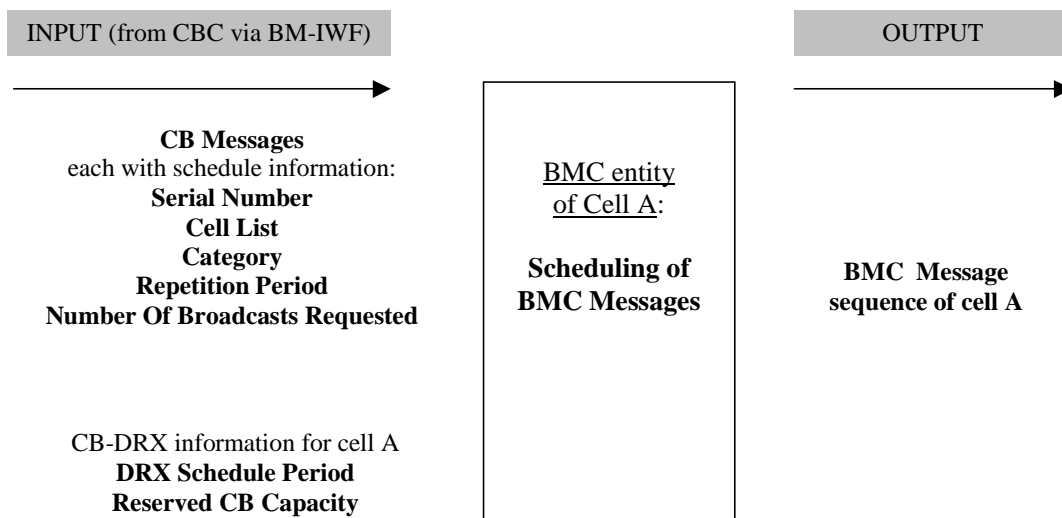 INPUT (from CBC via BM-IWF)
OUTPUT
CB Messages
each with schedule information:
Serial Number
Cell List
Category
Repetition Period
Number Of Broadcasts Requested
CB-DRX information for cell A
DRX Schedule Period
Reserved CB Capacity
BMC entity
of Cell A:
Scheduling of
BMC Messages
BMC Message
sequence of cell A